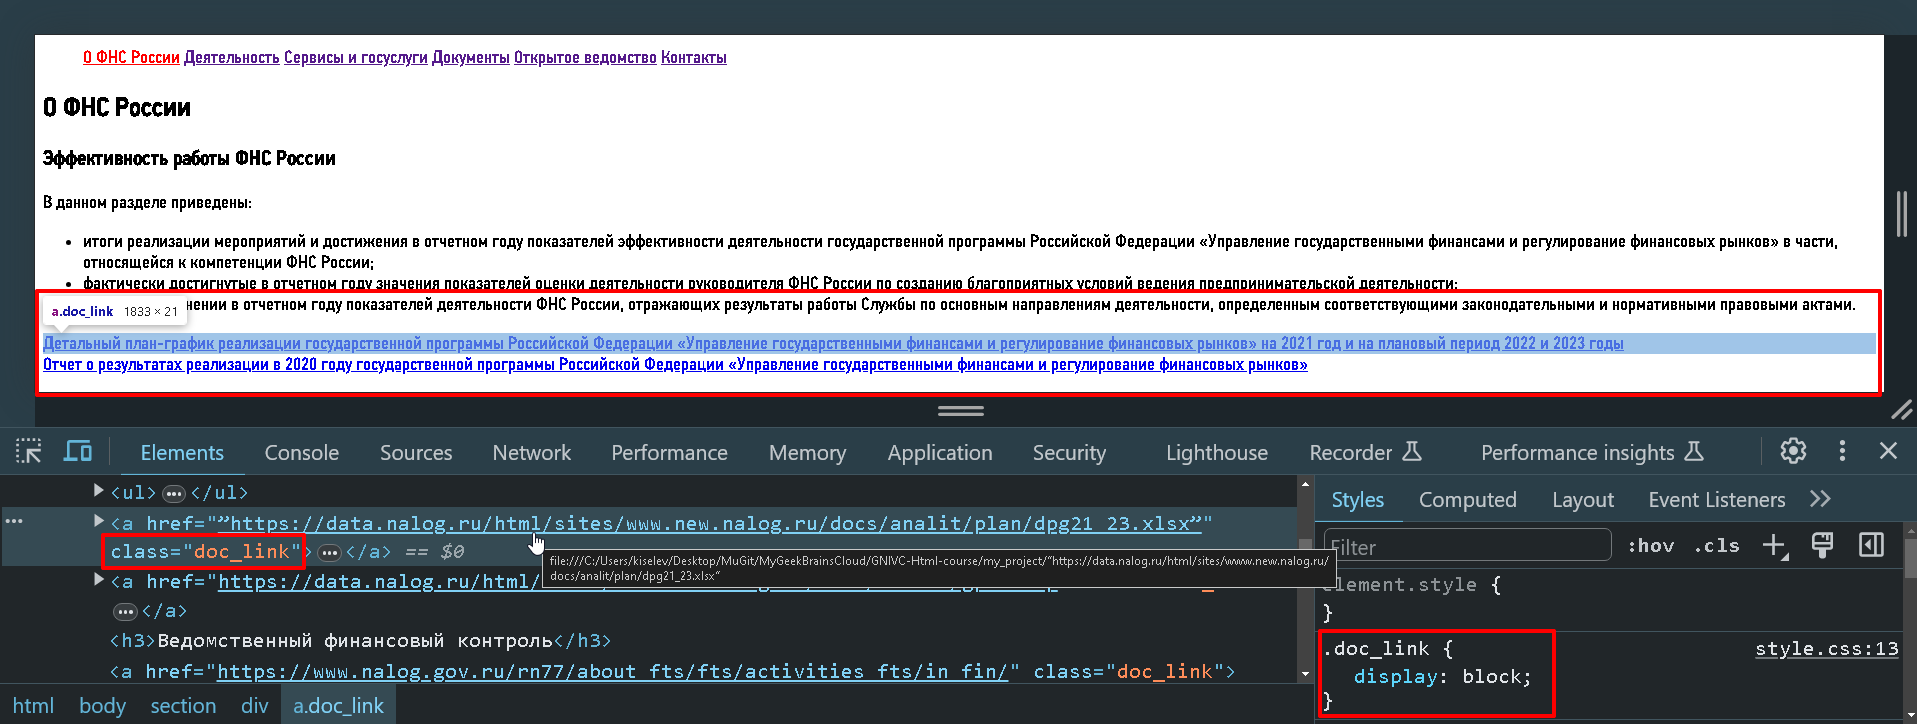 О ФНС России Деятельность Сервисы и госуслуги Документы Открытое ведомство Контакты
О ФНС России
Эффективность работы ФНС России
В данном разделе приведены:
итоги реализации мероприятий и достижения в отчетном году показателей эффективности деятельности государственной программы Российской Федерации «Управление государственными финансами и регулирование финансовых рынков» в части,
относящейся к компетенции ФНС России;
фактически достигнутые в отчетном году значения показателей оценки деятельности руководителя ФНС России по созданию благоприятных условий ведения предпринимательской деятельности;
нении в отчетном году показателей деятельности ФНС России, отражающих результаты работы Службы по основным направлениям деятельности, определенным соответствующими законодательными и нормативными правовыми актами.
a.doc_link 1833 × 21
Детальный план-график реализации государственной программы Российской Федерации «Управление государственными финансами и регулирование финансовых рынков» на 2021 год и на плановый период 2022 и 2023 годы
Отчет о результатах реализации в 2020 году государственной программы Российской Федерации «Управление государственными финансами и регулирование финансовых рынков»
Elements Console Sources Network Performance Memory Application Security Lighthouse Recorder Performance insights
<ul> ••• </ul>
<a href="”https://data.nalog.ru/html/sites/www.new.nalog.ru/docs/analit/plan/dpg21_23.xlsx”"
class="doc_link"> ••• </a> == $0
file:///C:/Users/kiselev/Desktop/MuGit/MyGeekBrainsCloud/GNIVC-Html-course/my_project/”https://data.nalog.ru/html/sites/www.new.nalog.ru/
docs/analit/plan/dpg21_23.xlsx”
<a href="https://data.nalog.ru/html/
••• </a>
<h3>Ведомственный финансовый контроль</h3>
<a href="https://www.nalog.gov.ru/rn77/about_fts/fts/activities_fts/in_fin/" class="doc_link">
html body section div a.doc_link
Styles Computed Layout Event Listeners
Filter :hov .cls
element.style {
}
.doc_link { style.css:13
display: block;
}